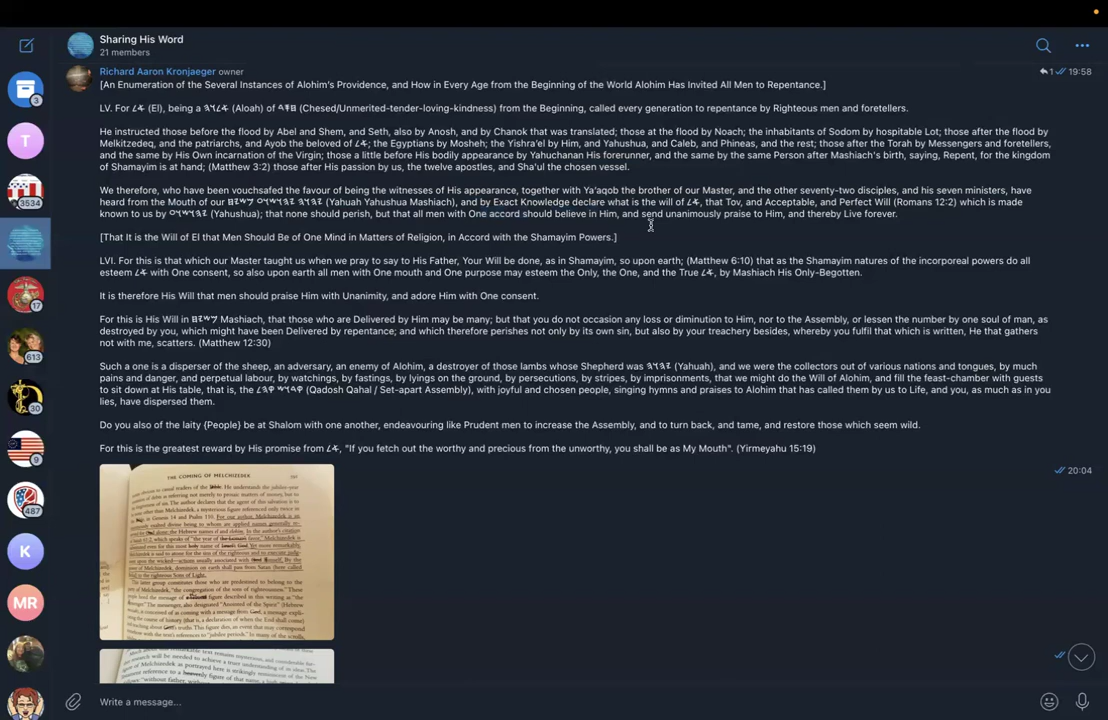 Sharing His Word
21 members
Richard Aaron Kronjaeger owner
1 19:58
[An Enumeration of the Several Instances of Alohim's Providence, and How in Every Age from the Beginning of the World Alohim Has Invited All Men to Repentance.]
LV. For 𐤋𐤀 (El), being a 𐤄𐤅𐤋𐤀 (Aloah) of (Chesed/Unmerited-tender-loving-kindness) from the Beginning, called every generation to repentance by Righteous men and foretellers.
He instructed those before the flood by Abel and Shem, and Seth, also by Anosh, and by Chanok that was translated; those at the flood by Noach; the inhabitants of Sodom by hospitable Lot; those after the flood by
Melkitzedeq, and the patriarchs, and Ayob the beloved of 𐤋𐤀; the Egyptians by Mosheh; the Yishra'el by Him, and Yahushua, and Caleb, and Phineas, and the rest; those after the Torah by Messengers and foretellers,
and the same by His Own incarnation of the Virgin; those a little before His bodily appearance by Yahuchanan His forerunner, and the same by the same Person after Mashiach's birth, saying, Repent, for the kingdom
of Shamayim is at hand; (Matthew 3:2) those after His passion by us, the twelve apostles, and Sha'ul the chosen vessel.
We therefore, who have been vouchsafed the favour of being the witnesses of His appearance, together with Ya'aqob the brother of our Master, and the other seventy-two disciples, and his seven ministers, have
heard from the Mouth of our (Yahuah Yahushua Mashiach), and by Exact Knowledge declare what is the will of 𐤋𐤀, that Tov, and Acceptable, and Perfect Will (Romans 12:2) which is made
known to us by (Yahushua); that none should perish, but that all men with One accord should believe in Him, and send unanimously praise to Him, and thereby Live forever.
[That It is the Will of El that Men Should Be of One Mind in Matters of Religion, in Accord with the Shamayim Powers.]
LVI. For this is that which our Master taught us when we pray to say to His Father, Your Will be done, as in Shamayim, so upon earth; (Matthew 6:10) that as the Shamayim natures of the incorporeal powers do all
esteem 𐤋𐤀 with One consent, so also upon earth all men with One mouth and One purpose may esteem the Only, the One, and the True 𐤋𐤀, by Mashiach His Only-Begotten.
It is therefore His Will that men should praise Him with Unanimity, and adore Him with One consent.
For this is His Will in Mashiach, that those who are Delivered by Him may be many; but that you do not occasion any loss or diminution to Him, nor to the Assembly, or lessen the number by one soul of man, as
destroyed by you, which might have been Delivered by repentance; and which therefore perishes not only by its own sin, but also by your treachery besides, whereby you fulfil that which is written, He that gathers
not with me, scatters. (Matthew 12:30)
Such a one is a disperser of the sheep, an adversary, an enemy of Alohim, a destroyer of those lambs whose Shepherd was 𐤄𐤅𐤄𐤉 (Yahuah), and we were the collectors out of various nations and tongues, by much
pains and danger, and perpetual labour, by watchings, by fastings, by lyings on the ground, by persecutions, by stripes, by imprisonments, that we might do the Will of Alohim, and fill the feast-chamber with guests
to sit down at His table, that is, the (Qadosh Qahal / Set-apart Assembly), with joyful and chosen people, singing hymns and praises to Alohim that has called them by us to Life, and you, as much as in you
lies, have dispersed them.
Do you also of the laity {People} be at Shalom with one another, endeavouring like Prudent men to increase the Assembly, and to turn back, and tame, and restore those which seem wild.
For this is the greatest reward by His promise from 𐤋𐤀, "If you fetch out the worthy and precious from the unworthy, you shall be as My Mouth". (Yirmeyahu 15:19)
20:04
THE COMING OF MELCHIZEDEK
3
T
3534
17
613
30
9
487
K
MR
Write a message...